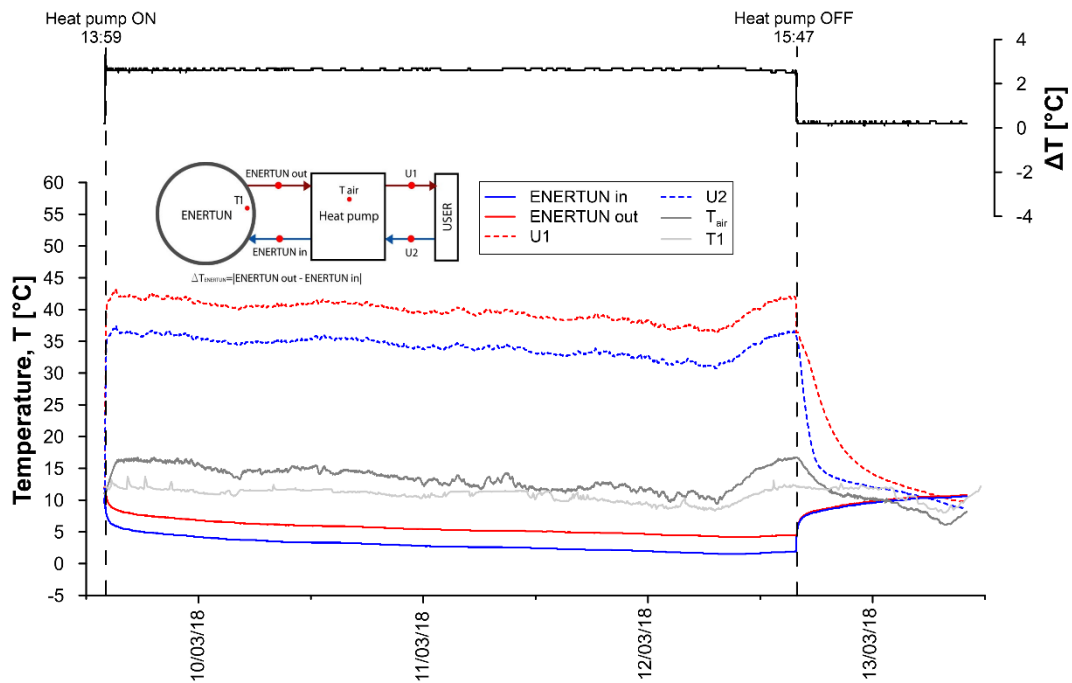 Heat pump ON
13:59
Heat pump OFF
15:47
4
2
0
-2
-4
ΔT [°C]
60
55
50
45
40
35
30
25
20
15
10
5
0
-5
Temperature, T [°C]
ENERTUN out
U1
T1
ENERTUN
T air
Heat pump
USER
ENERTUN in
U2
ΔTENERTUN=|ENERTUN out - ENERTUN in|
ENERTUN in
ENERTUN out
U1
U2
Tair
T1
10/03/18
11/03/18
12/03/18
13/03/18